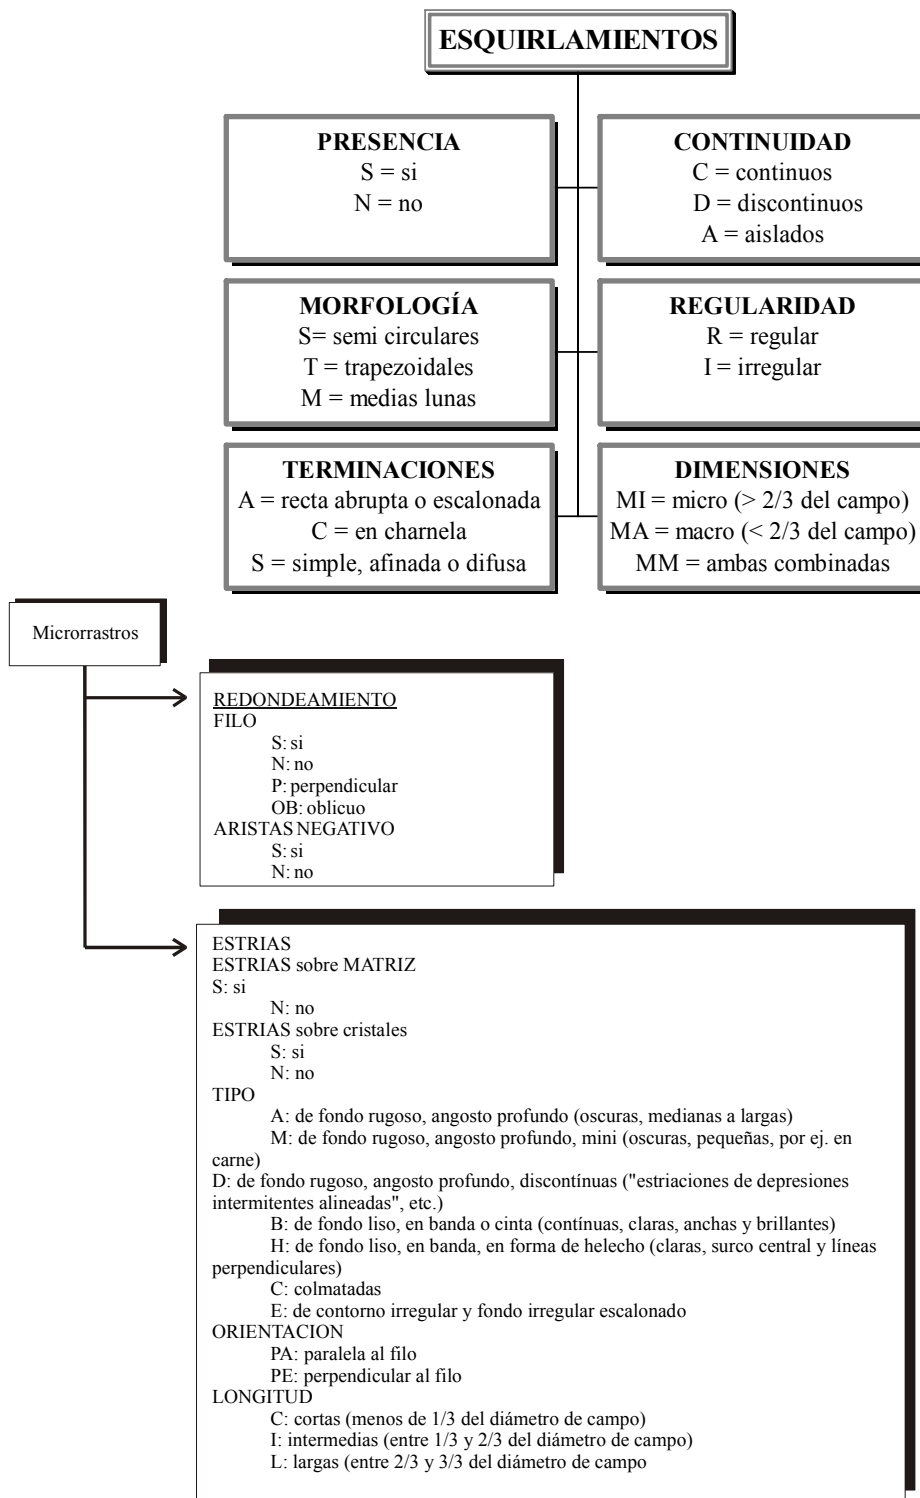 ESQUIRLAMIENTOS
PRESENCIA
S = si
N = no
CONTINUIDAD
C = continuos
D = discontinuos
A = aislados
MORFOLOGÍA
S= semi circulares
T = trapezoidales
M = medias lunas
REGULARIDAD
R = regular
I = irregular
TERMINACIONES
A = recta abrupta o escalonada
C = en charnela
S = simple, afinada o difusa
DIMENSIONES
MI = micro (> 2/3 del campo)
MA = macro (< 2/3 del campo)
MM = ambas combinadas
Microrrastros
REDONDEAMIENTO
FILO
S: si
N: no
P: perpendicular
OB: oblicuo
ARISTAS NEGATIVO
S: si
N: no
ESTRIAS
ESTRIAS sobre MATRIZ
S: si
N: no
ESTRIAS sobre cristales
S: si
N: no
TIPO
A: de fondo rugoso, angosto profundo (oscuras, medianas a largas)
M: de fondo rugoso, angosto profundo, mini (oscuras, pequeñas, por ej. en
carne)
D: de fondo rugoso, angosto profundo, discontínuas ("estriaciones de depresiones
intermitentes alineadas", etc.)
B: de fondo liso, en banda o cinta (contínuas, claras, anchas y brillantes)
H: de fondo liso, en banda, en forma de helecho (claras, surco central y líneas
perpendiculares)
C: colmatadas
E: de contorno irregular y fondo irregular escalonado
ORIENTACION
PA: paralela al filo
PE: perpendicular al filo
LONGITUD
C: cortas (menos de 1/3 del diámetro de campo)
I: intermedias (entre 1/3 y 2/3 del diámetro de campo)
L: largas (entre 2/3 y 3/3 del diámetro de campo